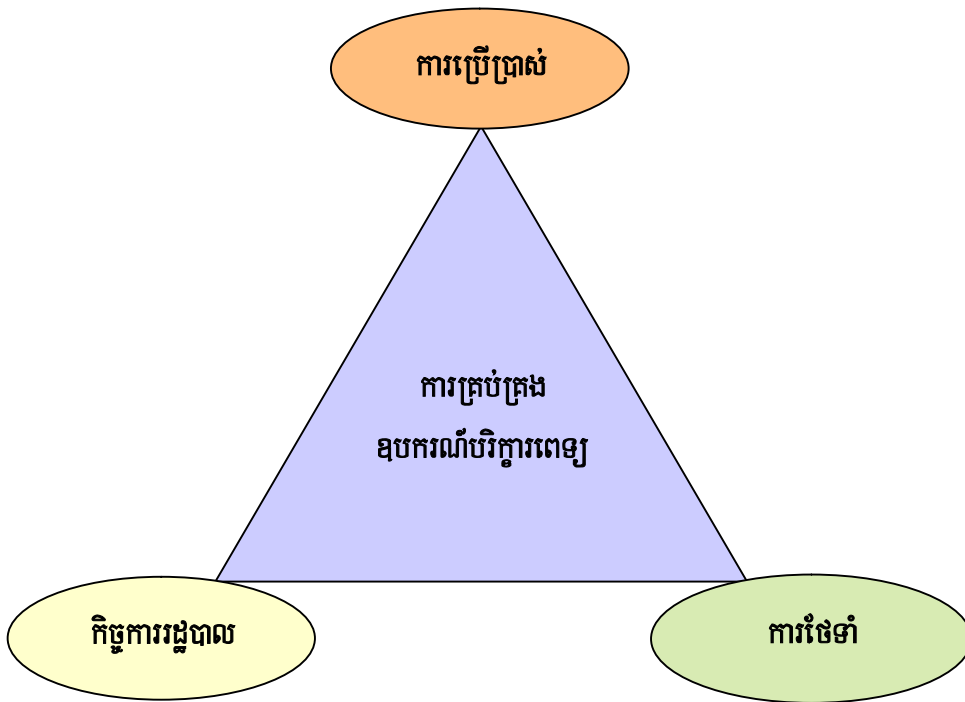 ការប្រើប្រាស់
ការគ្រប់គ្រង
ឧបករណ៍បរិក្ខារពេទ្យ
កិច្ចការរដ្ឋបាល
ការថែទាំ